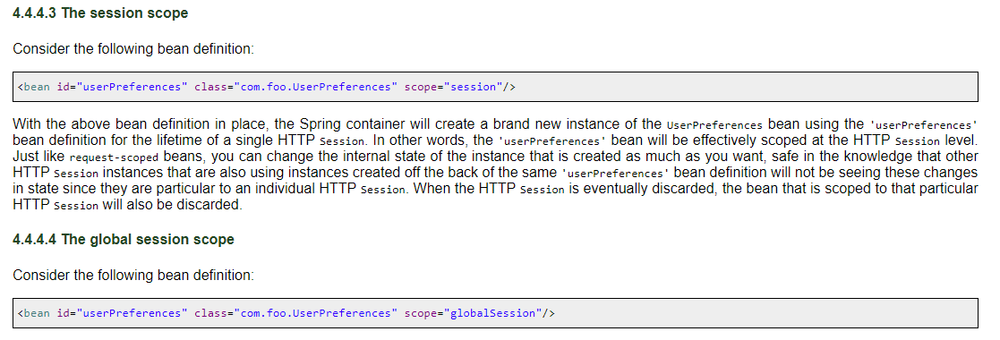 4.4.4.3 The session scope
Consider the following bean definition:
<bean id="userPreferences" class="com.foo.UserPreferences" scope="session"/>
With the above bean definition in place, the Spring container will create a brand new instance of the UserPreferences bean using the 'userPreferences'
bean definition for the lifetime of a single HTTP Session. In other words, the 'userPreferences' bean will be effectively scoped at the HTTP Session level.
Just like request-scoped beans, you can change the internal state of the instance that is created as much as you want, safe in the knowledge that other
HTTP Session instances that are also using instances created off the back of the same 'userPreferences' bean definition will not be seeing these changes
in state since they are particular to an individual HTTP Session. When the HTTP Session is eventually discarded, the bean that is scoped to that particular
HTTP Session will also be discarded.
4.4.4.4 The global session scope
Consider the following bean definition:
<bean id="userPreferences" class="com.foo.UserPreferences" scope="globalSession"/>